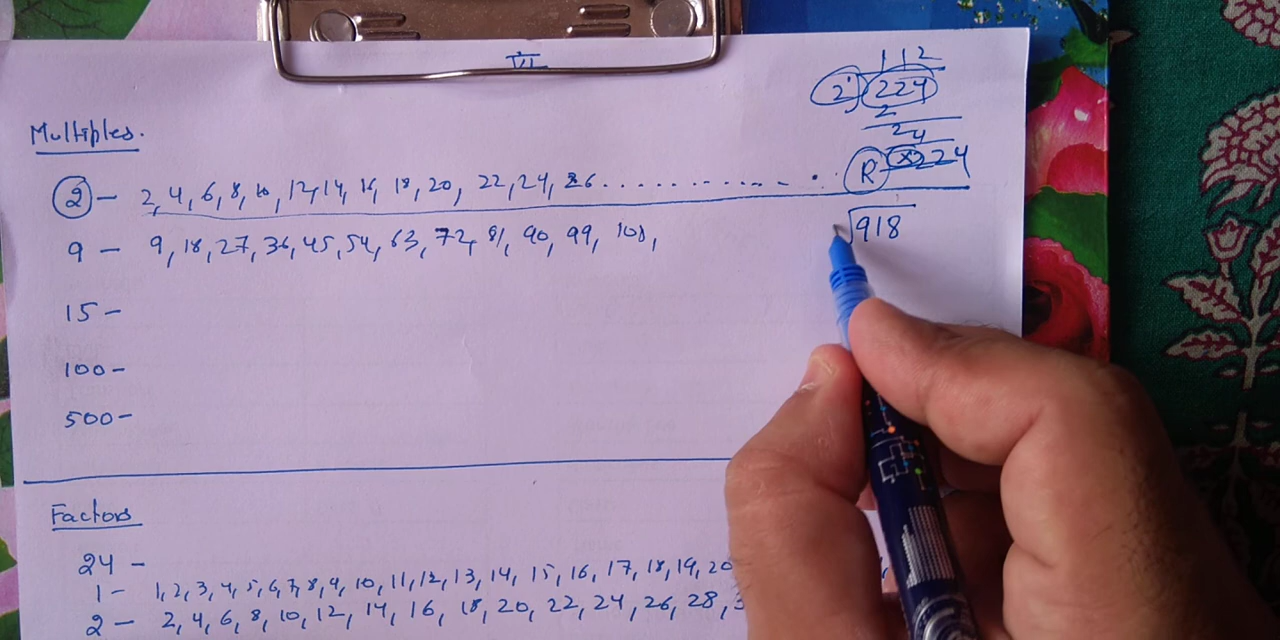 VI
112
2 224
2
24
224
Multiples.
2 - 2, 4, 6, 8, 10, 12, 14, 16, 18, 20, 22, 24, 26 . . . . . . . . . . . . . . R
9 - 9, 18, 27, 36, 45, 54, 63, 72, 81, 90, 99, 108,
918
15 -
100 -
500 -
Factors
24 -
1 - 1, 2, 3, 4, 5, 6, 7, 8, 9, 10, 11, 12, 13, 14, 15, 16, 17, 18, 19, 20
2 - 2, 4, 6, 8, 10, 12, 14, 16, 18, 20, 22, 24, 26, 28,